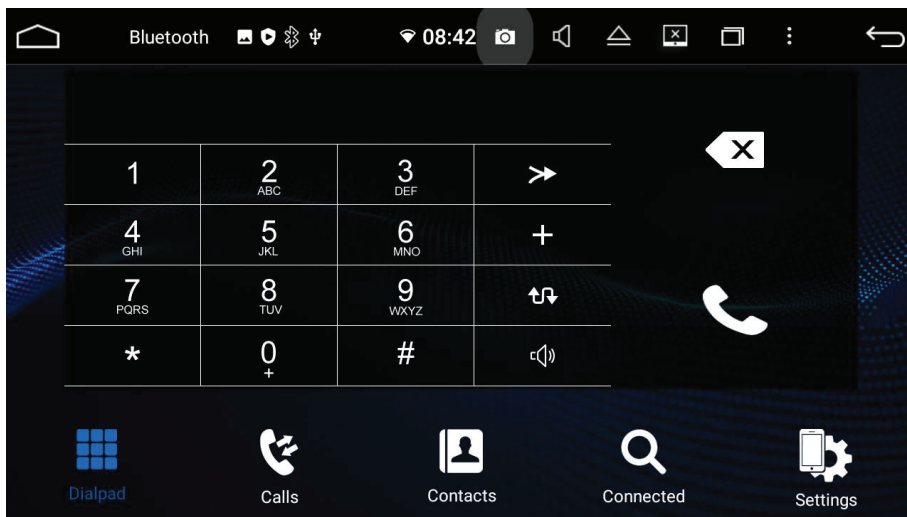 Bluetooth 08:42
1 2 3
ABC DEF
4 5 6 +
GHI JKL MNO
7 8 9
PQRS TUV WXYZ
* 0 #
+
Dialpad Calls Contacts Connected Settings